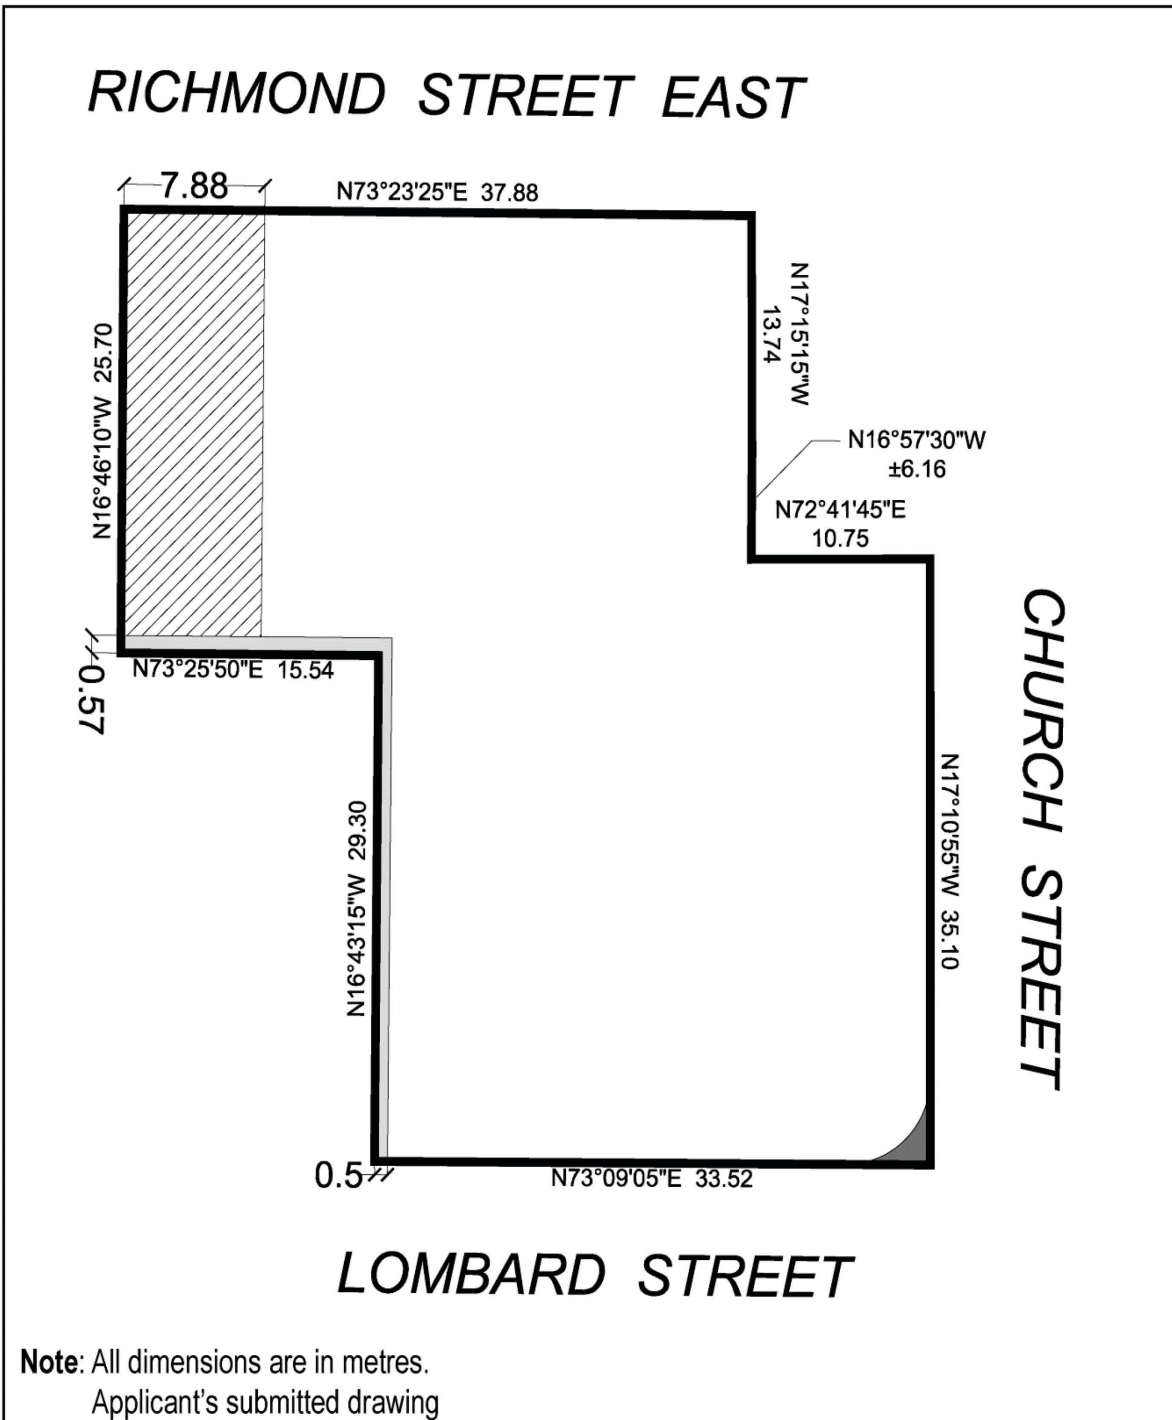 RICHMOND STREET EAST
7.88
N73°23'25"E 37.88
N17°15'15"W
13.74
N16°46'10"W 25.70
N16°57'30"W
±6.16
N72°41'45"E
10.75
CHURCH STREET
0.57
N73°25'50"E 15.54
N17°10'55"W 35.10
N16°43'15"W 29.30
0.5
N73°09'05"E 33.52
LOMBARD STREET
Note: All dimensions are in metres.
Applicant's submitted drawing